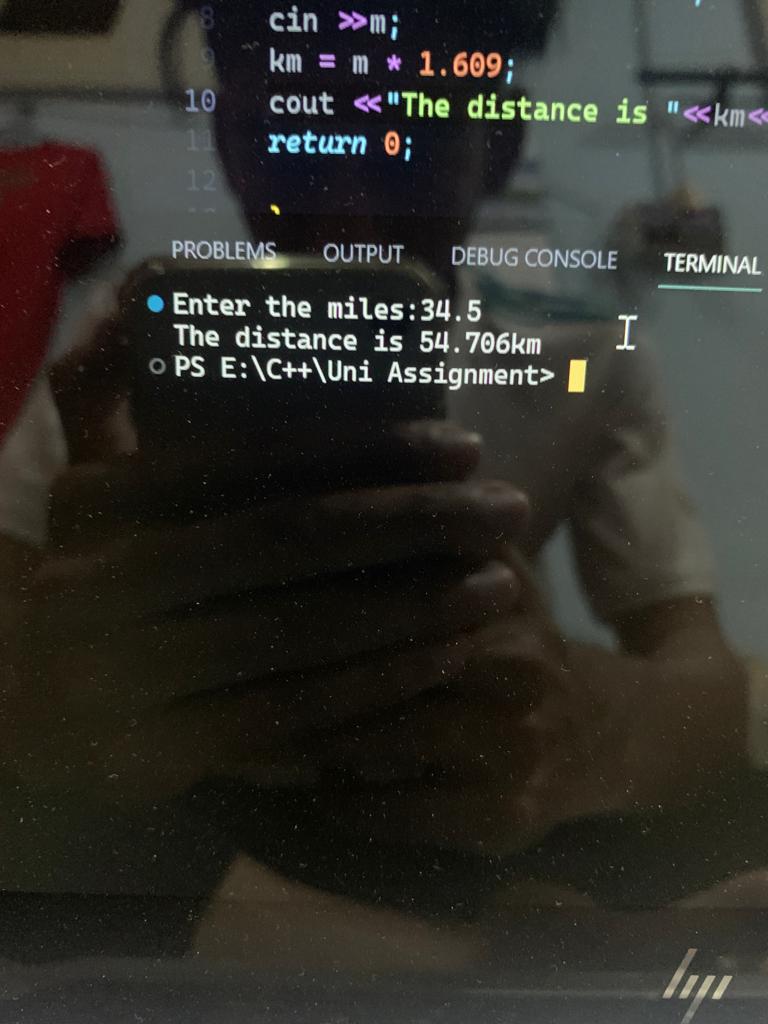 8 cin >>m;
9 km = m * 1.609;
10 cout <<"The distance is "<<km<<
11 return 0;
12
PROBLEMS OUTPUT DEBUG CONSOLE TERMINAL
Enter the miles:34.5
The distance is 54.706km
PS E:\C++\Uni Assignment>
hp